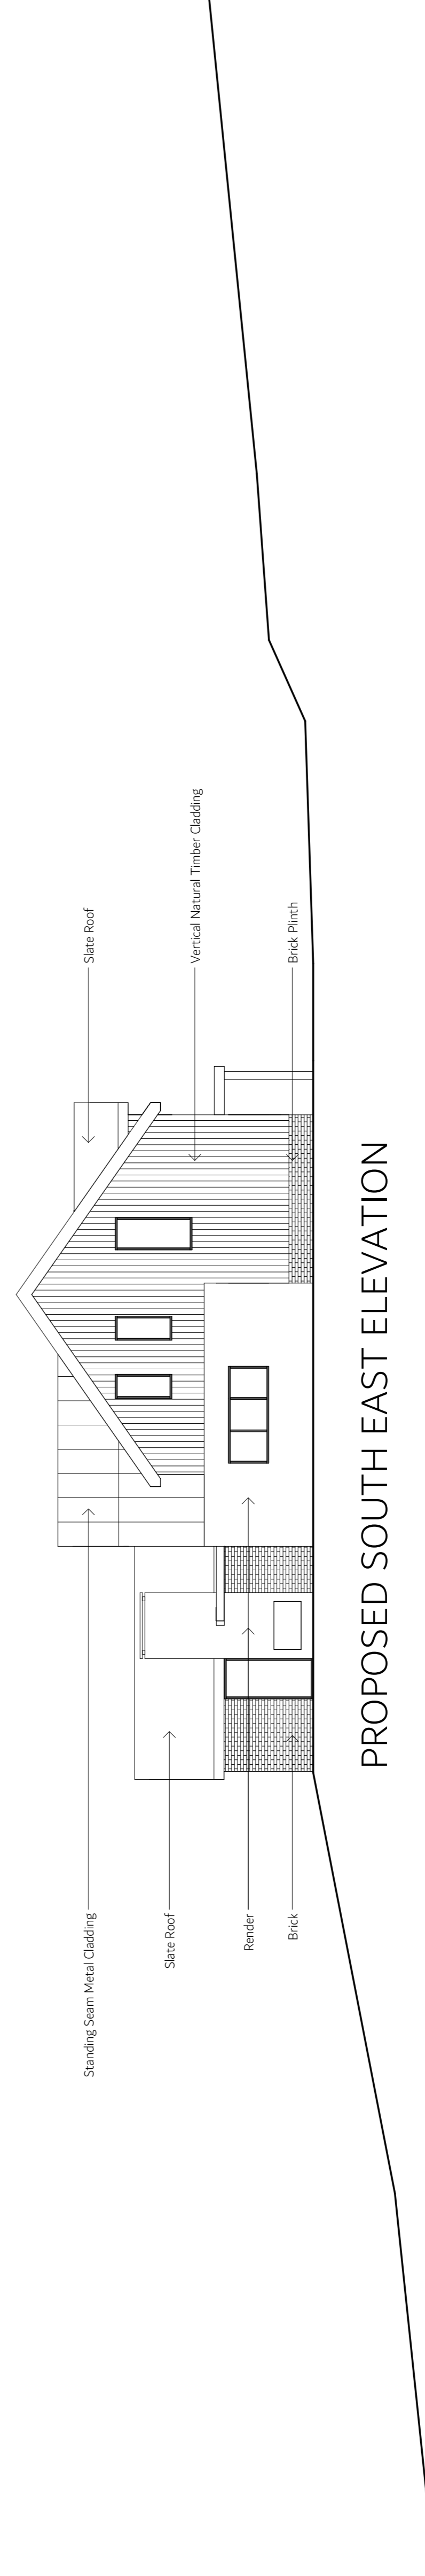 Standing Seam Metal Cladding
Slate Roof
Render
Brick
Slate Roof
Vertical Natural Timber Cladding
Brick Plinth
PROPOSED SOUTH EAST ELEVATION